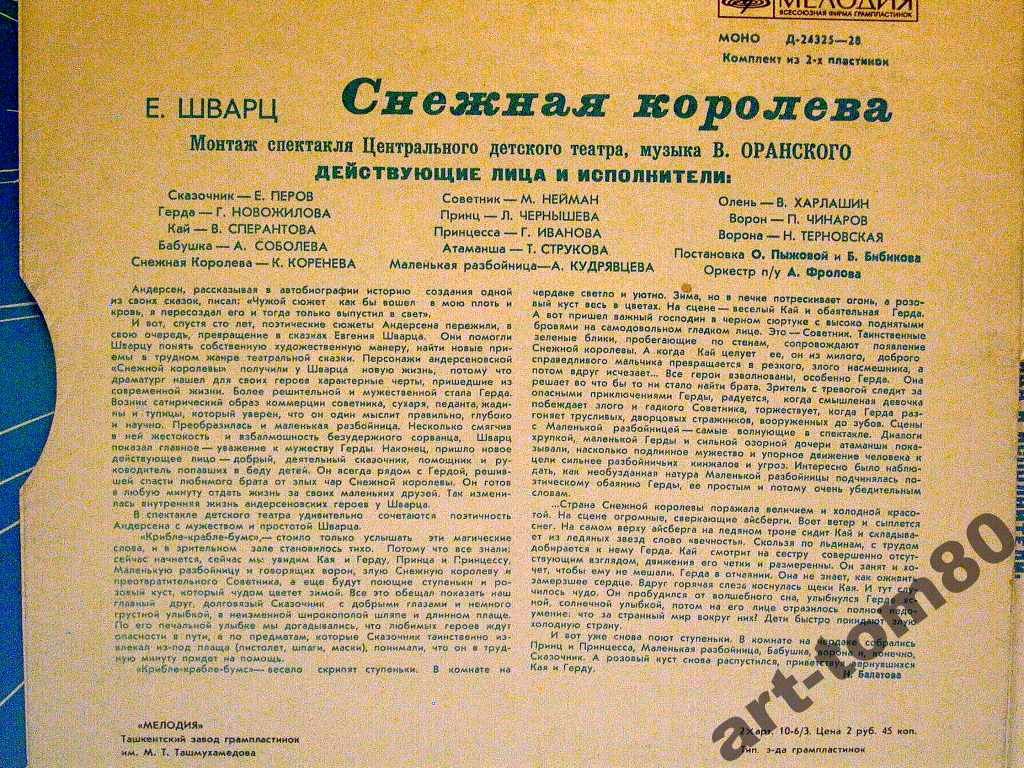 МЕЛОДИЯ
ВСЕСОЮЗНАЯ ФИРМА ГРАМПЛАСТИНОК
МОНО Д-24325—28
Комплект из 2-х пластинок
Е. ШВАРЦ Снежная королева
Монтаж спектакля Центрального детского театра, музыка В. ОРАНСКОГО
ДЕЙСТВУЮЩИЕ ЛИЦА И ИСПОЛНИТЕЛИ:
Сказочник — Е. ПЕРОВ
Герда — Г. НОВОЖИЛОВА
Кай — В. СПЕРАНТОВА
Бабушка — А. СОБОЛЕВА
Снежная Королева — К. КОРЕНЕВА
Советник — М. НЕЙМАН
Принц — Л. ЧЕРНЫШЕВА
Принцесса — Г. ИВАНОВА
Атаманша — Т. СТРУКОВА
Маленькая разбойница—А. КУДРЯВЦЕВА
Олень — В. ХАРЛАШИН
Ворон — П. ЧИНАРОВ
Ворона — Н. ТЕРНОВСКАЯ
Постановка О. Пыжовой и Б. Бибикова
Оркестр п/у А. Фролова
Андерсен, рассказывая в автобиографии историю создания одной
из своих сказок, писал: «Чужой сюжет как бы вошел в мою плоть и
кровь, я пересоздал его и тогда только выпустил в свет».
И вот, спустя сто лет, поэтические сюжеты Андерсена пережили, в
свою очередь, превращение в сказках Евгения Шварца. Они помогли
Шварцу понять собственную художественную манеру, найти новые при-
емы в трудном жанре театральной сказки. Персонажи андерсеновской
«Снежной королевы» получили у Шварца новую жизнь, потому что
драматург нашел для своих героев характерные черты, пришедшие из
современной жизни. Более решительной и мужественной стала Герда.
Возник сатирический образ коммерции советника, сухаря, педанта, жади-
ны и тупицы, который уверен, что он один мыслит правильно, глубоко
и научно. Преобразилась и маленькая разбойница. Несколько смягчив
в ней жестокость и взбалмошность безудержного сорванца, Шварц
показал главное — уважение к мужеству Герды Наконец, пришло новое
действующее лицо — добрый, деятельный сказочник, помощник и ру-
ководитель попавших в беду детей. Он всегда рядом с Гердой, решив-
шей спасти любимого брата от злых чар Снежной королевы. Он готов
в любую минуту отдать жизнь за своих маленьких друзей. Так измени-
лась внутренняя жизнь андерсеновских героев у Шварца.
В спектакле детского театра удивительно сочетаются поэтичность
Андерсена с мужеством и простотой Шварца.
«Крибле-крабле-бумс»,— стоило только услышать эти магические
слова, и в зрительном зале становилось тихо. Потому что все знали:
сейчас начнется, сейчас мы увидим Кая и Герду, Принца и Принцессу,
Маленькую разбойницу и говорящих ворон, злую Снежную королеву и
отвратительного Советника, а еще будут поющие ступеньки и ро-
зовый куст, который чудом цветет зимой. Все это обещал показать наш
главный друг, долговязый Сказочник с добрыми глазами и немного
грустной улыбкой, в неизменной широкополой шляпе и длинном плаще.
По его печальной улыбке мы догадывались, что любимых героев ждут
опасности в пути, а по предметам, которые Сказочник таинственно из-
влекал из-под плаща (пистолет, шпаги, маски), понимали, что он в труд-
ную минуту придет на помощь.
«Крибле-крабле-бумс» — весело скрипят ступеньки. В комнате на
чердаке светло и уютно. Зима, но в печке потрескивает огонь, а розо-
вый куст весь в цветах. На сцене — веселый Кай и обаятельная Герда.
А вот пришел важный господин в черном сюртуке с высоко поднятыми
бровями на самодовольном гладком лице. Это — Советник. Таинственные
зеленые блики, пробегающие по стенам, сопровождают появление
Снежной королевы. А когда Кай целует ее, он из милого, доброго
справедливого мальчика превращается в резкого, злого насмешника, а
потом вдруг исчезает... Все герои взволнованы, особенно Герда. Она
решает во что бы то ни стало найти брата. Зритель с тревогой следит за
опасными приключениями Герды, радуется, когда смышленая девочка
побеждает злого и гадкого Советника, торжествует, когда Герда раз-
гоняет трусливых, дворцовых стражников, вооруженных до зубов. Сцены
с Маленькой разбойницей — самые волнующие в спектакле. Диалоги
хрупкой, маленькой Герды и сильной озорной дочери атаманши пока-
зывали, насколько подлинное мужество и упорное движение человека к
цели сильнее разбойничьих кинжалов и угроз. Интересно было наблю-
дать, как необузданная натура Маленькой разбойницы подчинялась по-
этическому обаянию Герды, ее простым и потому очень убедительным
словам.
...Страна Снежной королевы поражала величием и холодной красо-
той. На сцене огромные, сверкающие айсберги. Воет ветер и сыплется
снег. На самом верху айсберга на ледяном троне сидит Кай и складыва-
ет из ледяных звезд слово «вечность». Скользя по льдинам, с трудом
добирается к нему Герда. Кай смотрит на сестру совершенно отсут-
ствующим взглядом, движения его четки и размеренны. Он занят и хо-
чет, чтобы ему не мешали. Герда в отчаянии. Она не знает, как оживить
замерзшее сердце. Вдруг горячая слеза коснулась щеки Кая. И тут слу-
чилось чудо. Он пробудился от волшебного сна, улыбнулся Герде
ной, солнечной улыбкой, потом на его лице отразилось полное недо-
умение: что за странный мир вокруг них! Дети быстро покидают злую
холодную страну.
И вот уже снова поют ступеньки. В комнате на чердаке собрались
Принц и Принцесса, Маленькая разбойница, Бабушка, вороны и, конечно,
Сказочник. А розовый куст снова распустился, приветствуя вернувшихся
Кая и Герду.
Н. Балатова
«МЕЛОДИЯ»
Ташкентский завод грампластинок
им. М. Т. Ташмухамедова
Арт. 10-6/3. Цена 2 руб. 45 коп.
Тип. з-да грампластинок
art-tom80